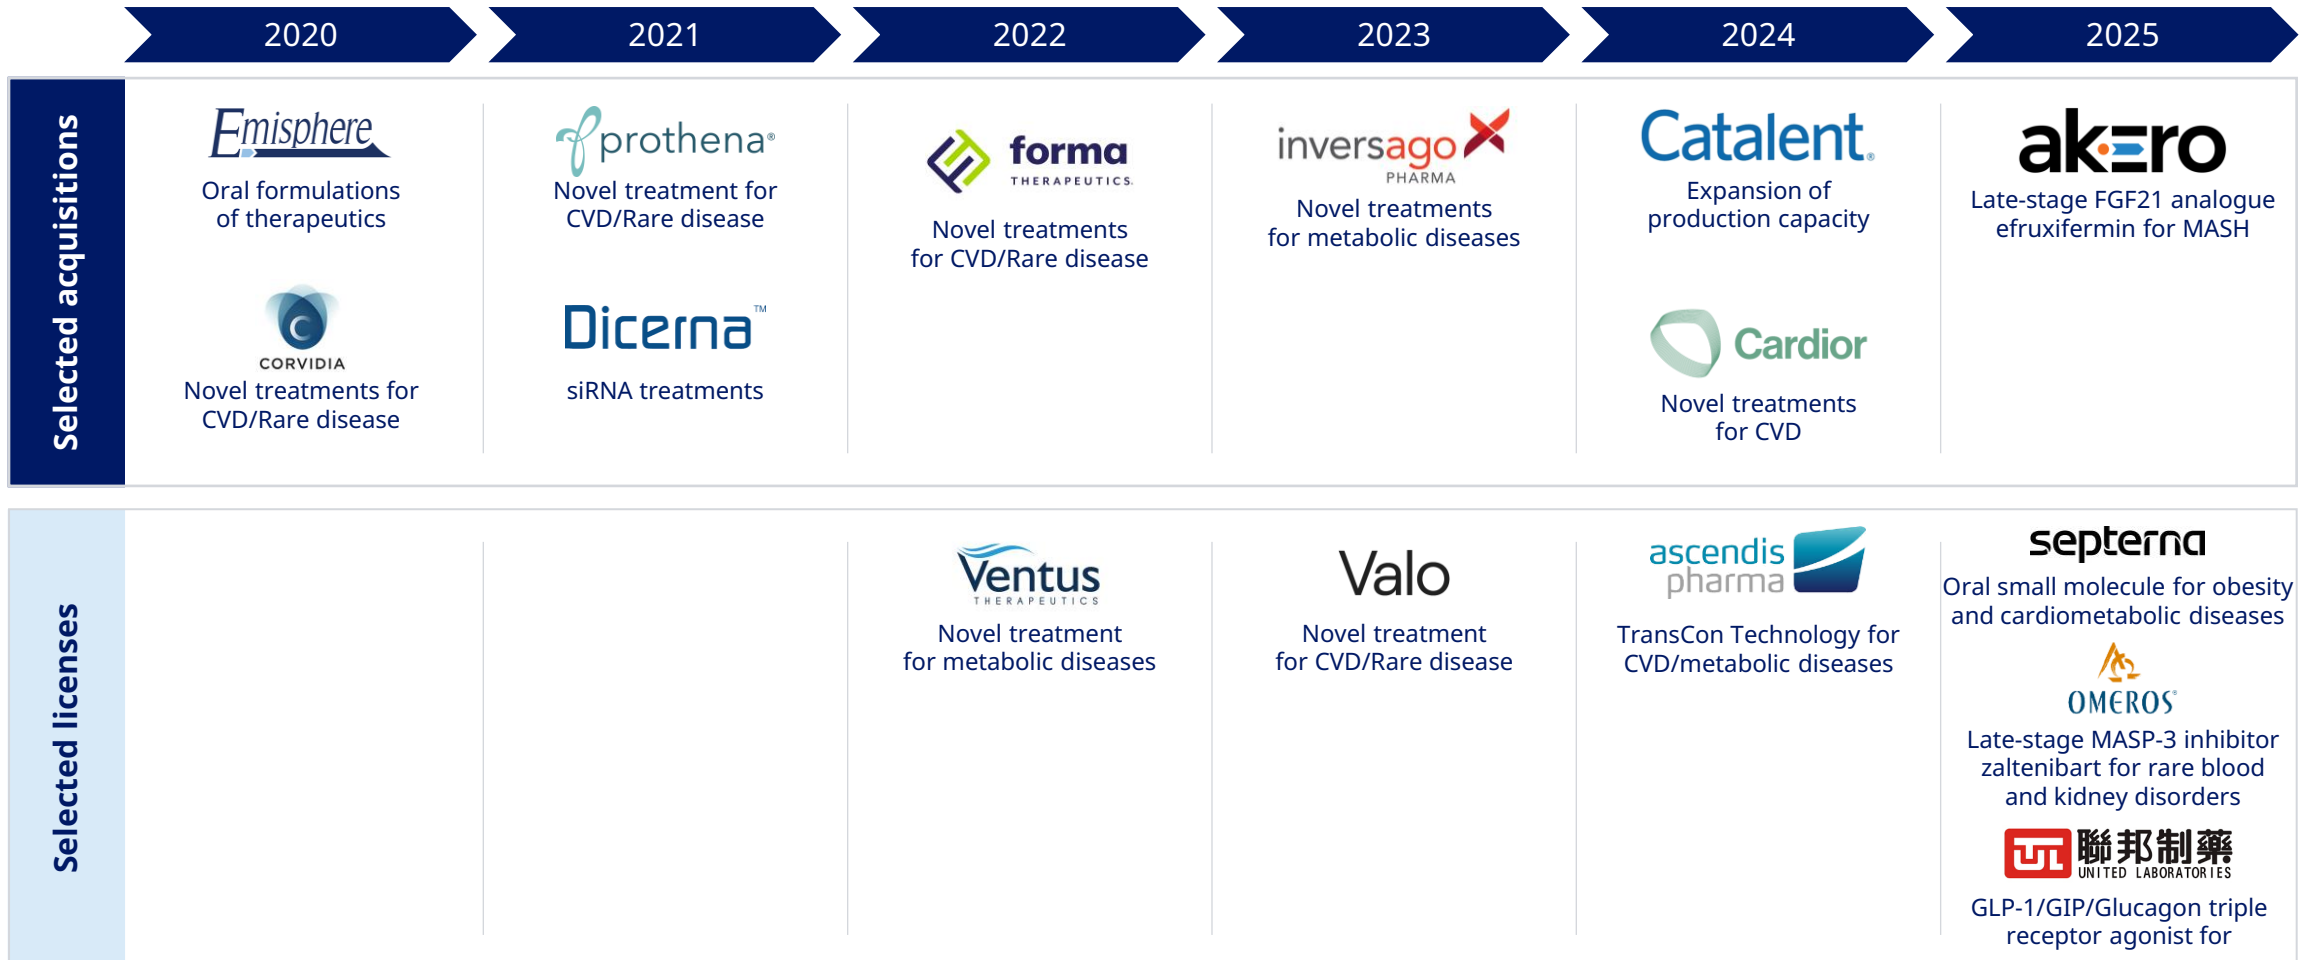 2020
2021
2022
2023
2024
2025
Selected acquisitions
Emisphere
Oral formulations
of therapeutics
CORVIDIA
Novel treatments for
CVD/Rare disease
prothena®
Novel treatment for
CVD/Rare disease
Dicerna™
siRNA treatments
forma
THERAPEUTICS.
Novel treatments
for CVD/Rare disease
inversago
PHARMA
Novel treatments
for metabolic diseases
Catalent®
Expansion of
production capacity
Cardior
Novel treatments
for CVD
akero
Late-stage FGF21 analogue
efruxifermin for MASH
Selected licenses
Ventus
THERAPEUTICS
Novel treatment
for metabolic diseases
Valo
Novel treatment
for CVD/Rare disease
ascendis
pharma
TransCon Technology for
CVD/metabolic diseases
septerna
Oral small molecule for obesity
and cardiometabolic diseases
OMEROS®
Late-stage MASP-3 inhibitor
zaltenibart for rare blood
and kidney disorders
聯邦制藥
UNITED LABORATORIES
GLP-1/GIP/Glucagon triple
receptor agonist for